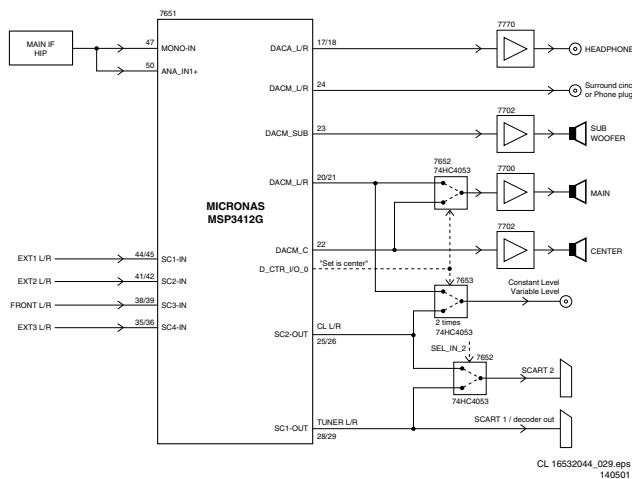 7651
7770
MAIN IF
HIP
47
MONO-IN
50
ANA_IN1+
DACA_L/R
17/18
HEADPHONE
DACM_L/R
24
Surround cinc
or Phone plug
DACM_SUB
23
7702
SUB
WOOFER
7652
74HC4053
DACM_L/R
20/21
7700
MAIN
MICRONAS
MSP3412G
DACM_C
22
7702
CENTER
EXT1 L/R
44/45
SC1-IN
D_CTR_I/O_0
"Set is center"
EXT2 L/R
41/42
SC2-IN
7653
Constant Level
Variable Level
FRONT L/R
38/39
SC3-IN
2 times
74HC4053
EXT3 L/R
35/36
SC4-IN
SC2-OUT
CL L/R
25/26
SEL_IN_2
7652
SCART 2
74HC4053
SC1-OUT
TUNER L/R
28/29
SCART 1 / decoder out
CL 16532044_029.eps
140501